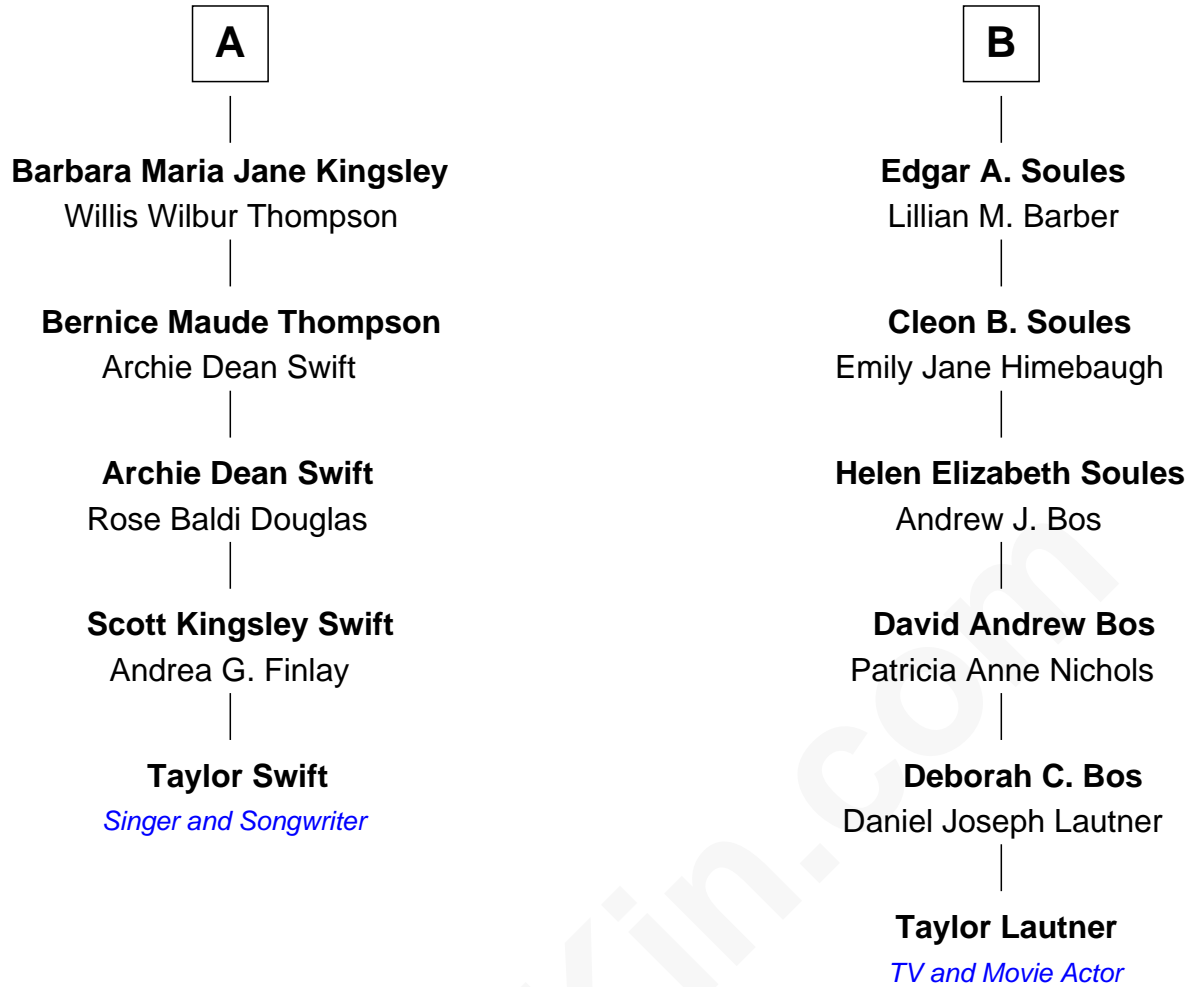 A
Barbara Maria Jane Kingsley
Willis Wilbur Thompson
Bernice Maude Thompson
Archie Dean Swift
Archie Dean Swift
Rose Baldi Douglas
Scott Kingsley Swift
Andrea G. Finlay
Taylor Swift
Singer and Songwriter
B
Edgar A. Soules
Lillian M. Barber
Cleon B. Soules
Emily Jane Himebaugh
Helen Elizabeth Soules
Andrew J. Bos
David Andrew Bos
Patricia Anne Nichols
Deborah C. Bos
Daniel Joseph Lautner
Taylor Lautner
TV and Movie Actor
Kin.com